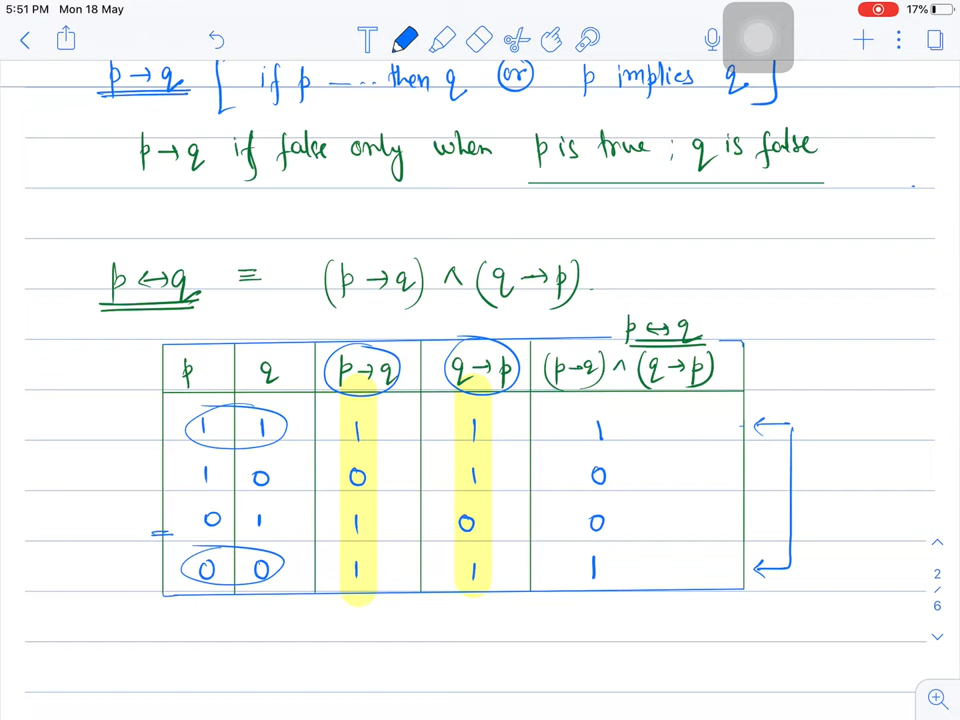 5:51 PM Mon 18 May 17%
T
p→q [ if p ---.. then q (or) p implies q ]
p→q if false only when p is true ; q is false
p↔q ≡ (p→q) ∧ (q→p).
p↔q
p q p→q q→p (p→q) ∧ (q→p)
1 1 1 1 1
1 0 0 1 0
0 1 1 0 0
0 0 1 1 1
2
/
6